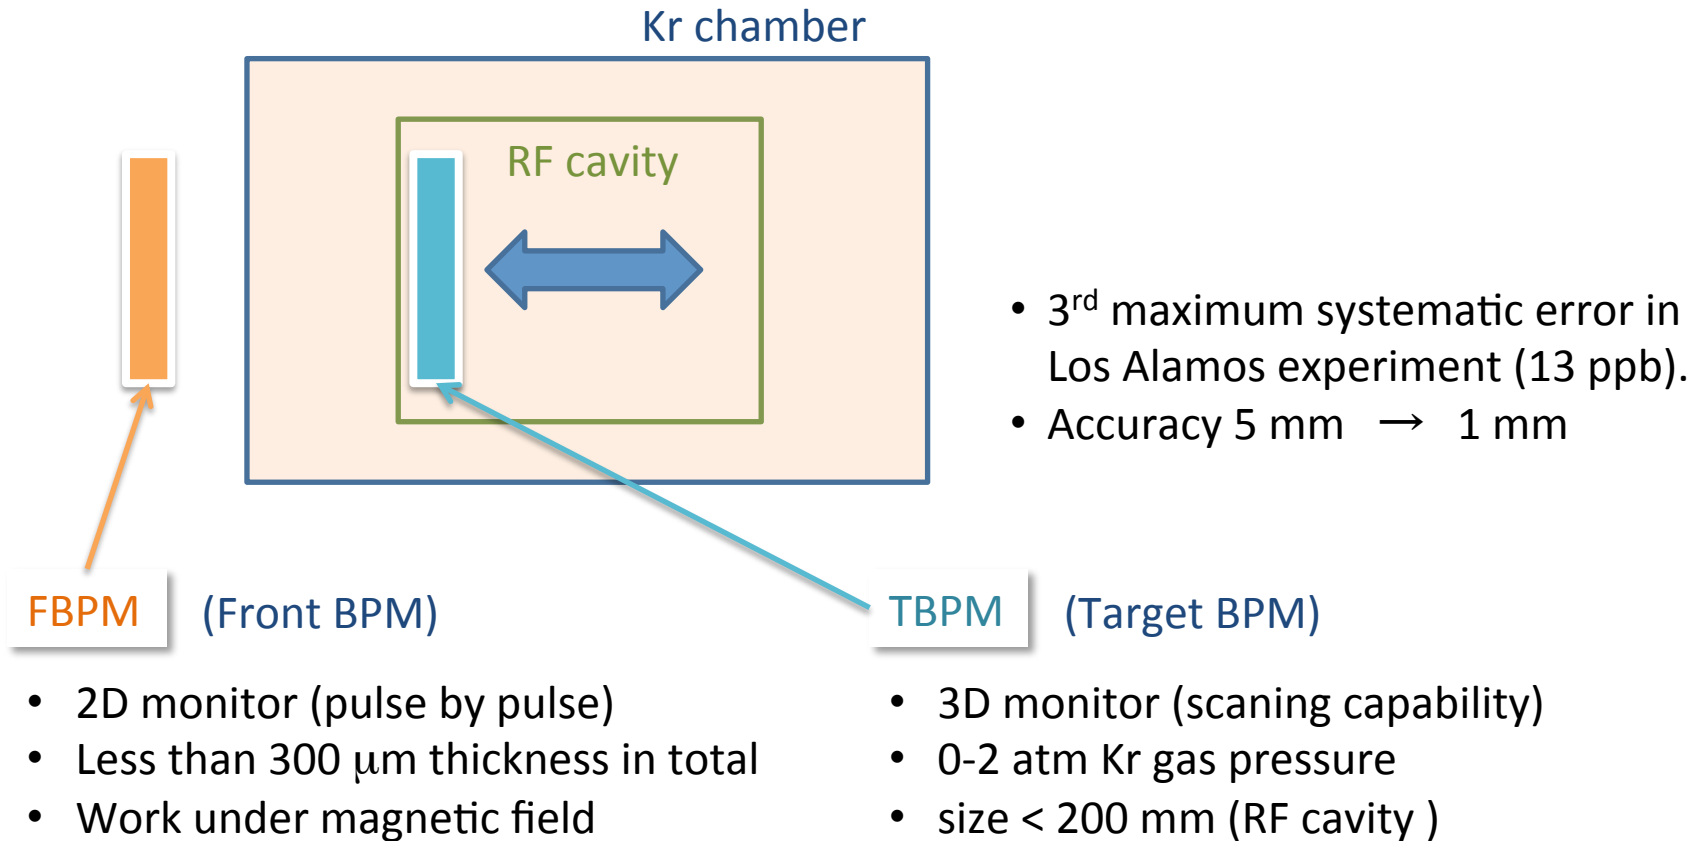 Kr chamber
RF cavity
• 3rd maximum systematic error in
Los Alamos experiment (13 ppb).
• Accuracy 5 mm → 1 mm
FBPM (Front BPM)
• 2D monitor (pulse by pulse)
• Less than 300 μm thickness in total
• Work under magnetic field
TBPM (Target BPM)
• 3D monitor (scaning capability)
• 0-2 atm Kr gas pressure
• size < 200 mm (RF cavity )